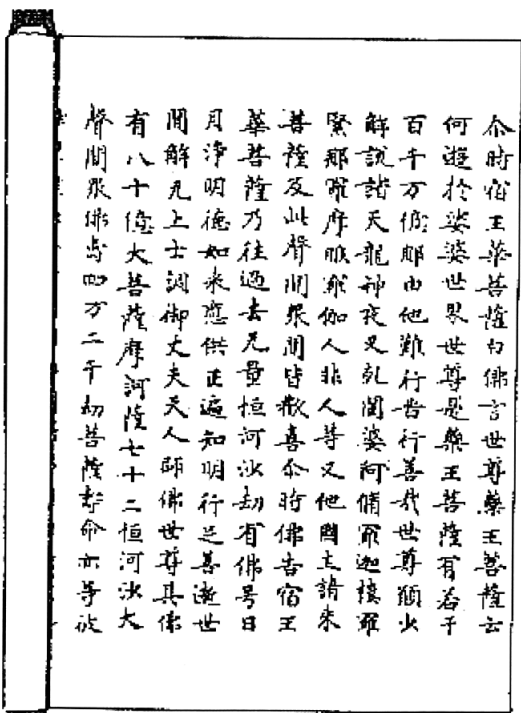 尒時宿王華菩薩白佛言世尊藥王菩薩云
何遊於娑婆世界世尊是藥王菩薩有若干
百千万億那由他難行苦行善哉世尊願少
解説諸天龍神夜叉乹闥婆阿脩羅迦樓羅
緊那羅摩睺羅伽人非人等又他國土諸來
菩薩及此聲聞衆聞皆歡喜尒時佛告宿王
華菩薩乃往過去无量恒河沙劫有佛号日
月淨明德如来應供正遍知明行足善逝世
間解无上士調御丈夫天人師佛世尊其佛
有八十億大菩薩摩訶薩七十二恒河沙大
聲聞衆佛壽四万二千劫菩薩壽命亦等彼